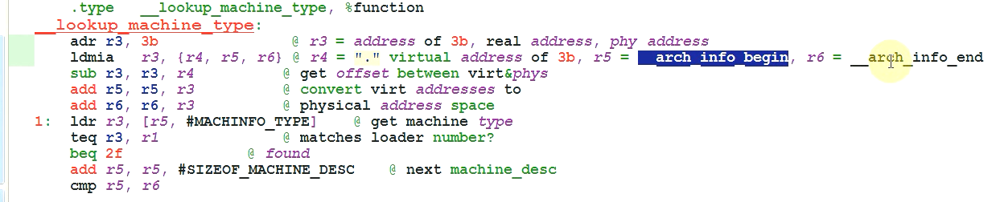 .type __lookup_machine_type, %function
__lookup_machine_type:
adr r3, 3b @ r3 = address of 3b, real address, phy address
ldmia r3, {r4, r5, r6} @ r4 = "." virtual address of 3b, r5 = __arch_info_begin, r6 = __arch_info_end
sub r3, r3, r4 @ get offset between virt&phys
add r5, r5, r3 @ convert virt addresses to
add r6, r6, r3 @ physical address space
1: ldr r3, [r5, #MACHINFO_TYPE] @ get machine type
teq r3, r1 @ matches loader number?
beq 2f @ found
add r5, r5, #SIZEOF_MACHINE_DESC @ next machine_desc
cmp r5, r6